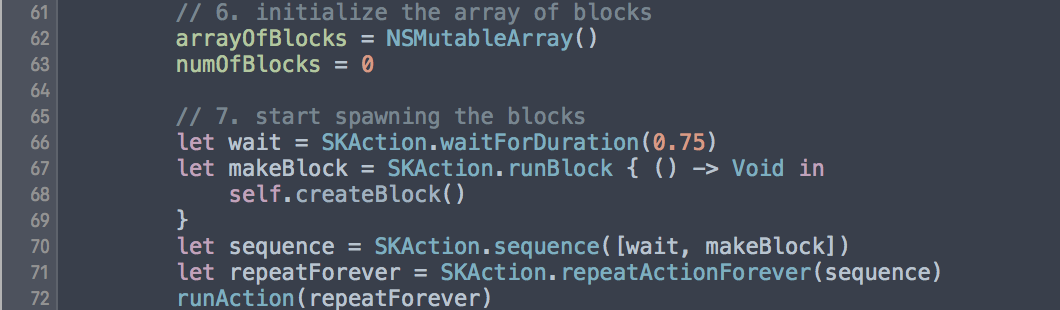 61 // 6. initialize the array of blocks
62 arrayOfBlocks = NSMutableArray()
63 numOfBlocks = 0
64
65 // 7. start spawning the blocks
66 let wait = SKAction.waitForDuration(0.75)
67 let makeBlock = SKAction.runBlock { () -> Void in
68 self.createBlock()
69 }
70 let sequence = SKAction.sequence([wait, makeBlock])
71 let repeatForever = SKAction.repeatActionForever(sequence)
72 runAction(repeatForever)